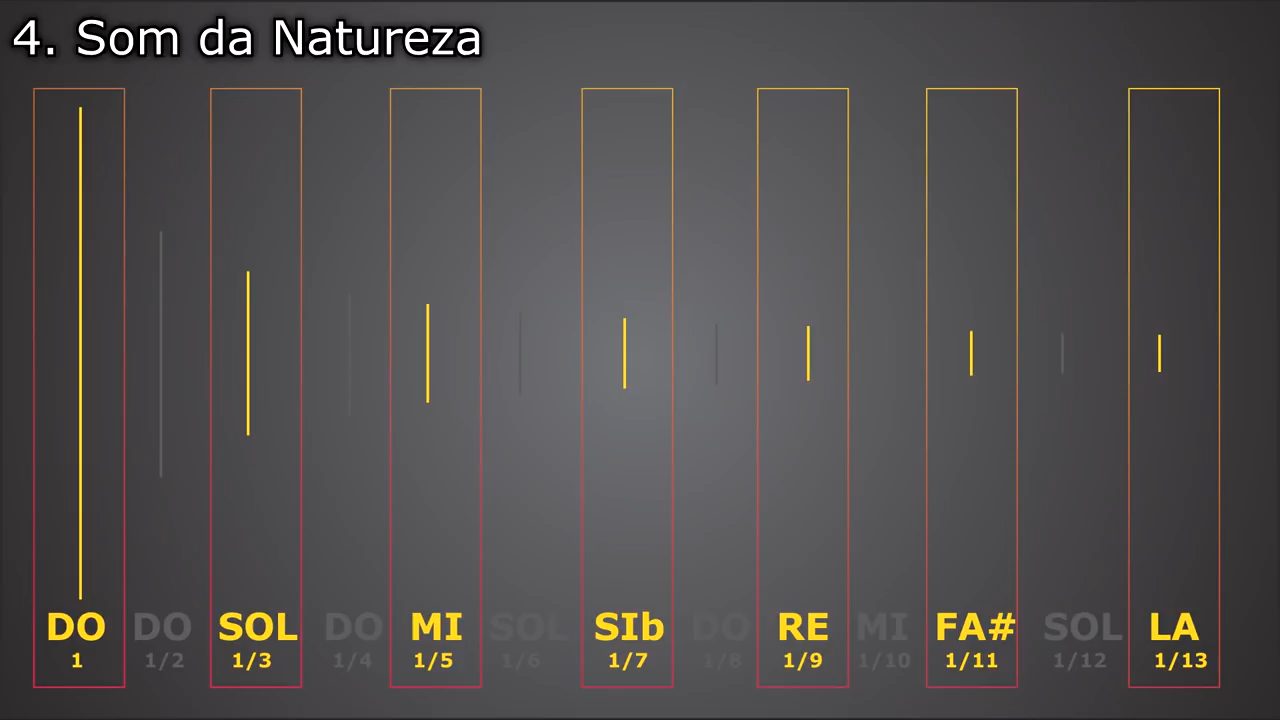 4. Som da Natureza
DO DO SOL DO MI SOL SIb DO RE MI FA# SOL LA
1 1/2 1/3 1/4 1/5 1/6 1/7 1/8 1/9 1/10 1/11 1/12 1/13